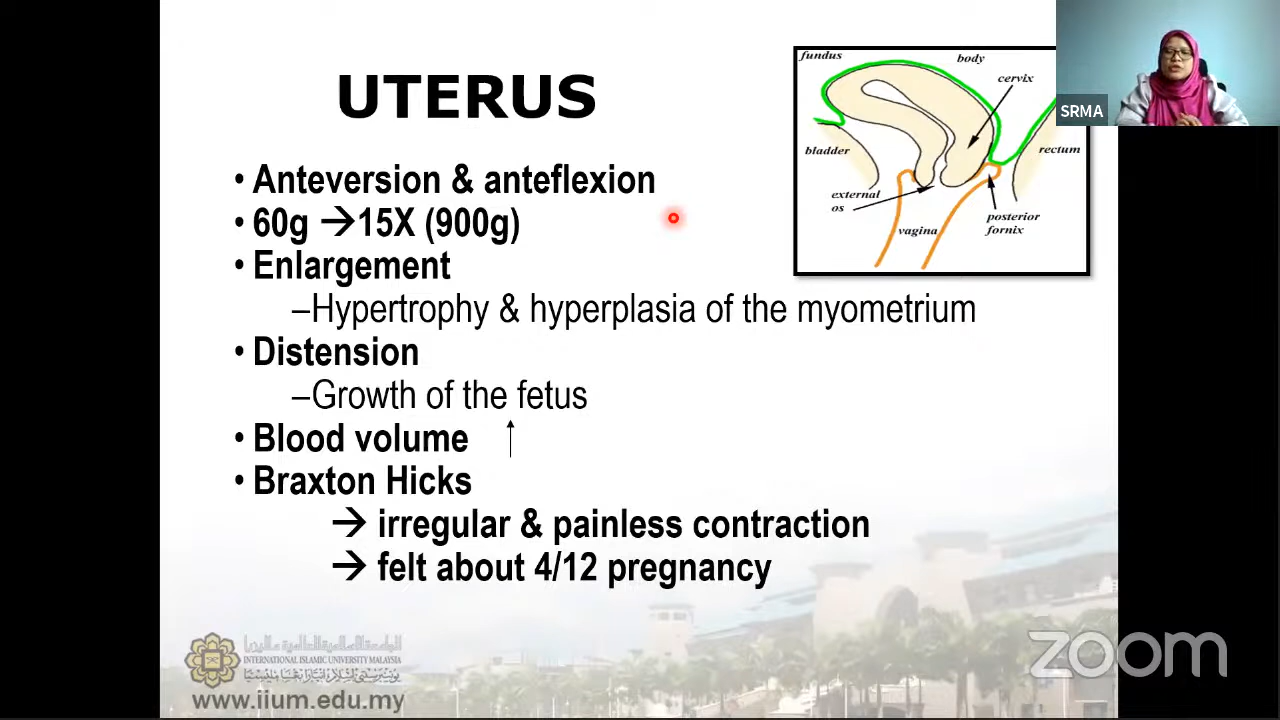 UTERUS
• Anteversion & anteflexion
• 60g → 15X (900g)
• Enlargement
–Hypertrophy & hyperplasia of the myometrium
• Distension
–Growth of the fetus
• Blood volume ↑
• Braxton Hicks
→ irregular & painless contraction
→ felt about 4/12 pregnancy
fundus
body
cervix
bladder
rectum
external
os
posterior
fornix
vagina
SRMA
INTERNATIONAL ISLAMIC UNIVERSITY MALAYSIA
www.iium.edu.my
zoom